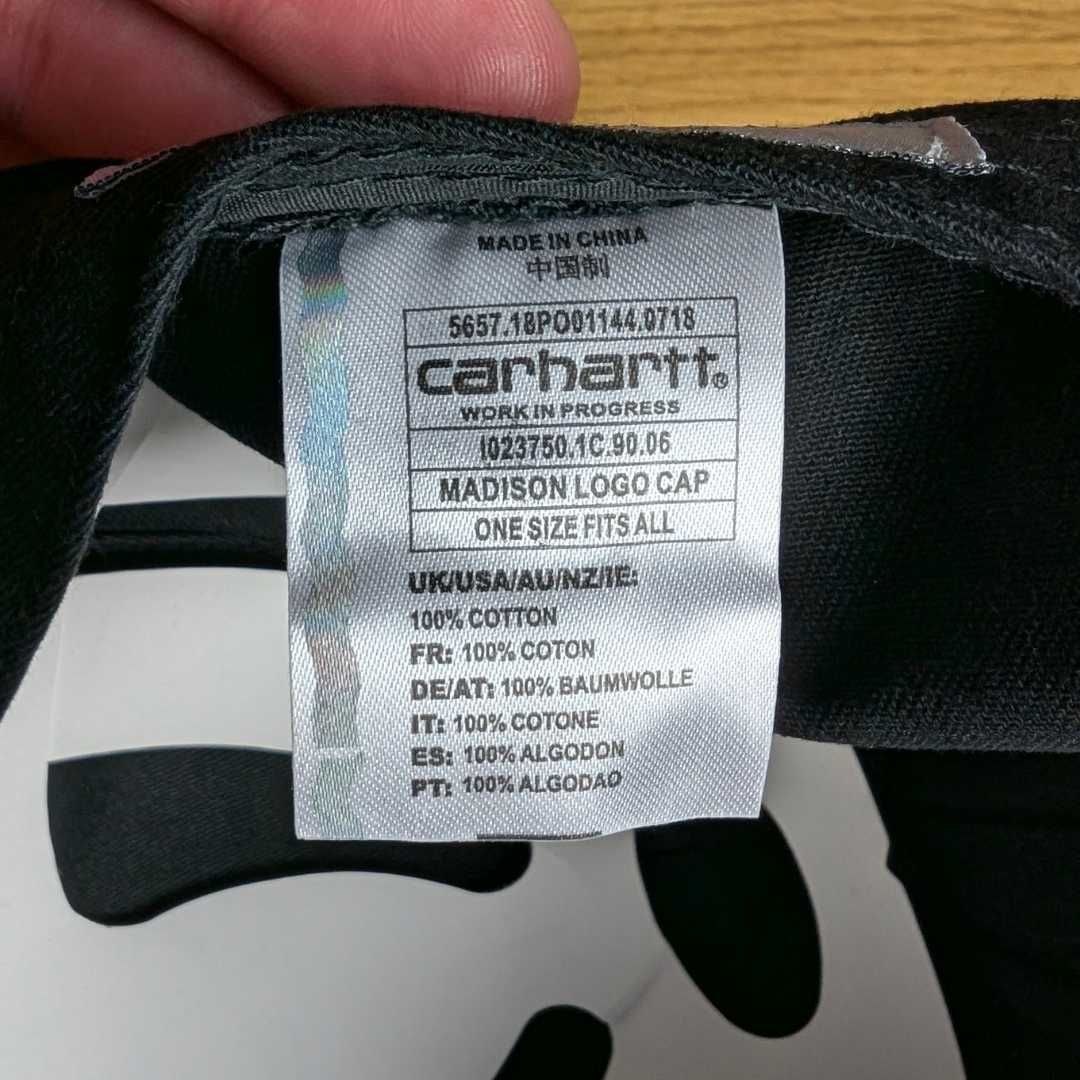 MADE IN CHINA
中国制
5657.18PO01144.0718
carhartt®
WORK IN PROGRESS
I023750.1C.90.06
MADISON LOGO CAP
ONE SIZE FITS ALL
UK/USA/AU/NZ/IE:
100% COTTON
FR: 100% COTON
DE/AT: 100% BAUMWOLLE
IT: 100% COTONE
ES: 100% ALGODON
PT: 100% ALGODAO